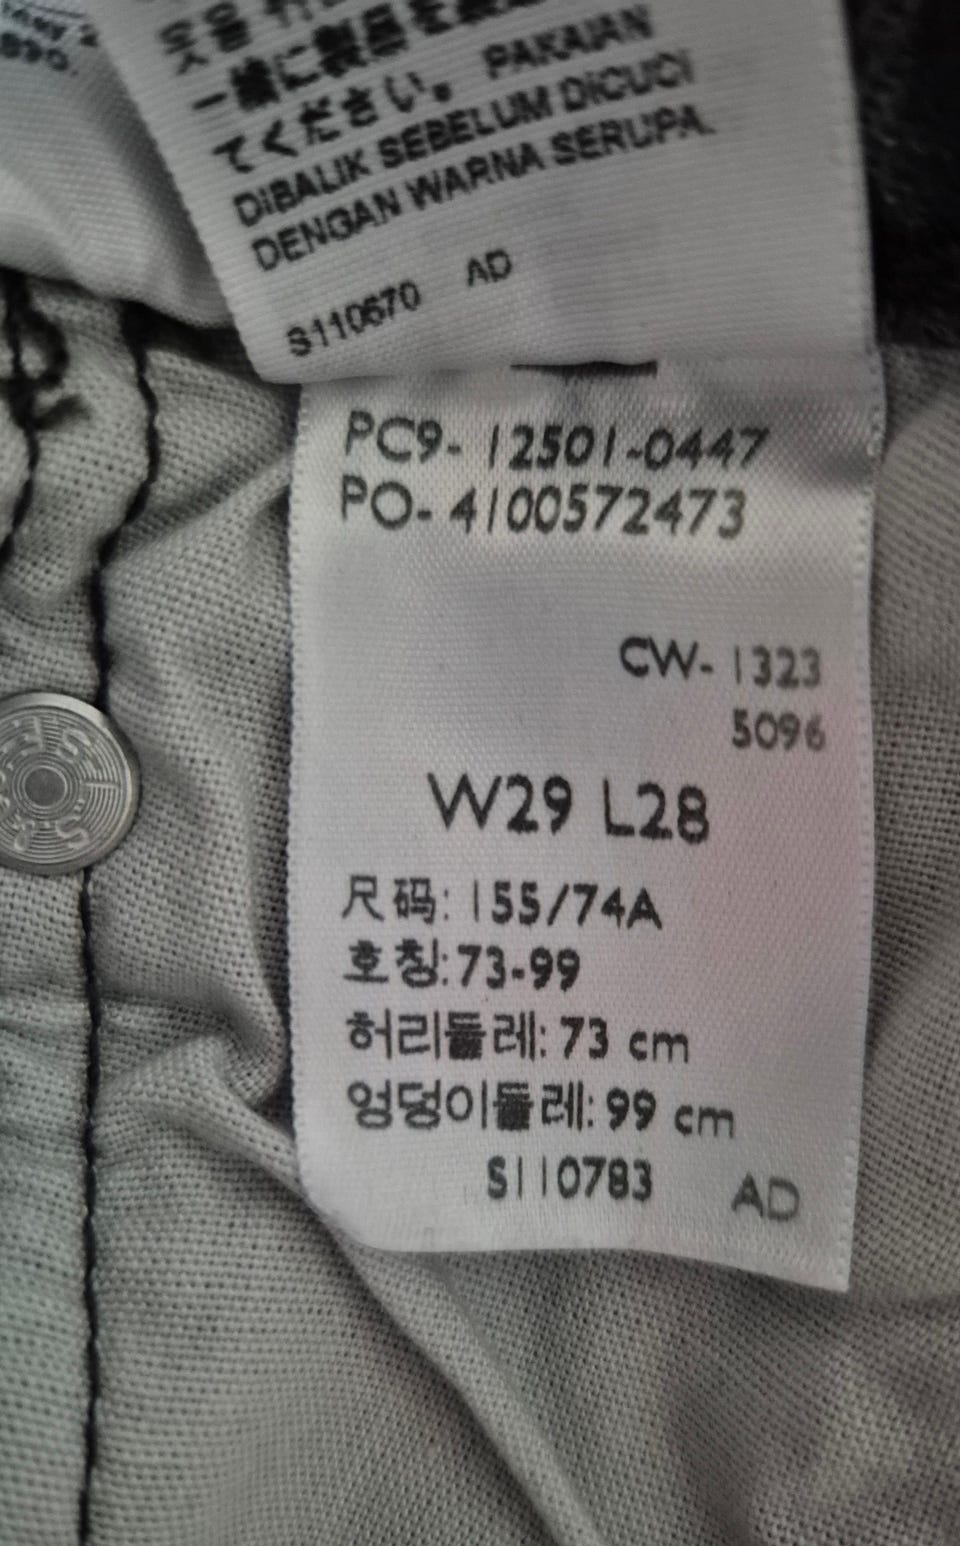 一緒に製品を
てください。 PAKAIAN
DIBALIK SEBELUM DICUCI
DENGAN WARNA SERUPA.
S110670 AD
PC9- 12501-0447
PO- 4100572473
CW- 1323
5096
W29 L28
尺码: 155/74A
호칭: 73-99
허리둘레: 73 cm
엉덩이둘레: 99 cm
S110783 AD